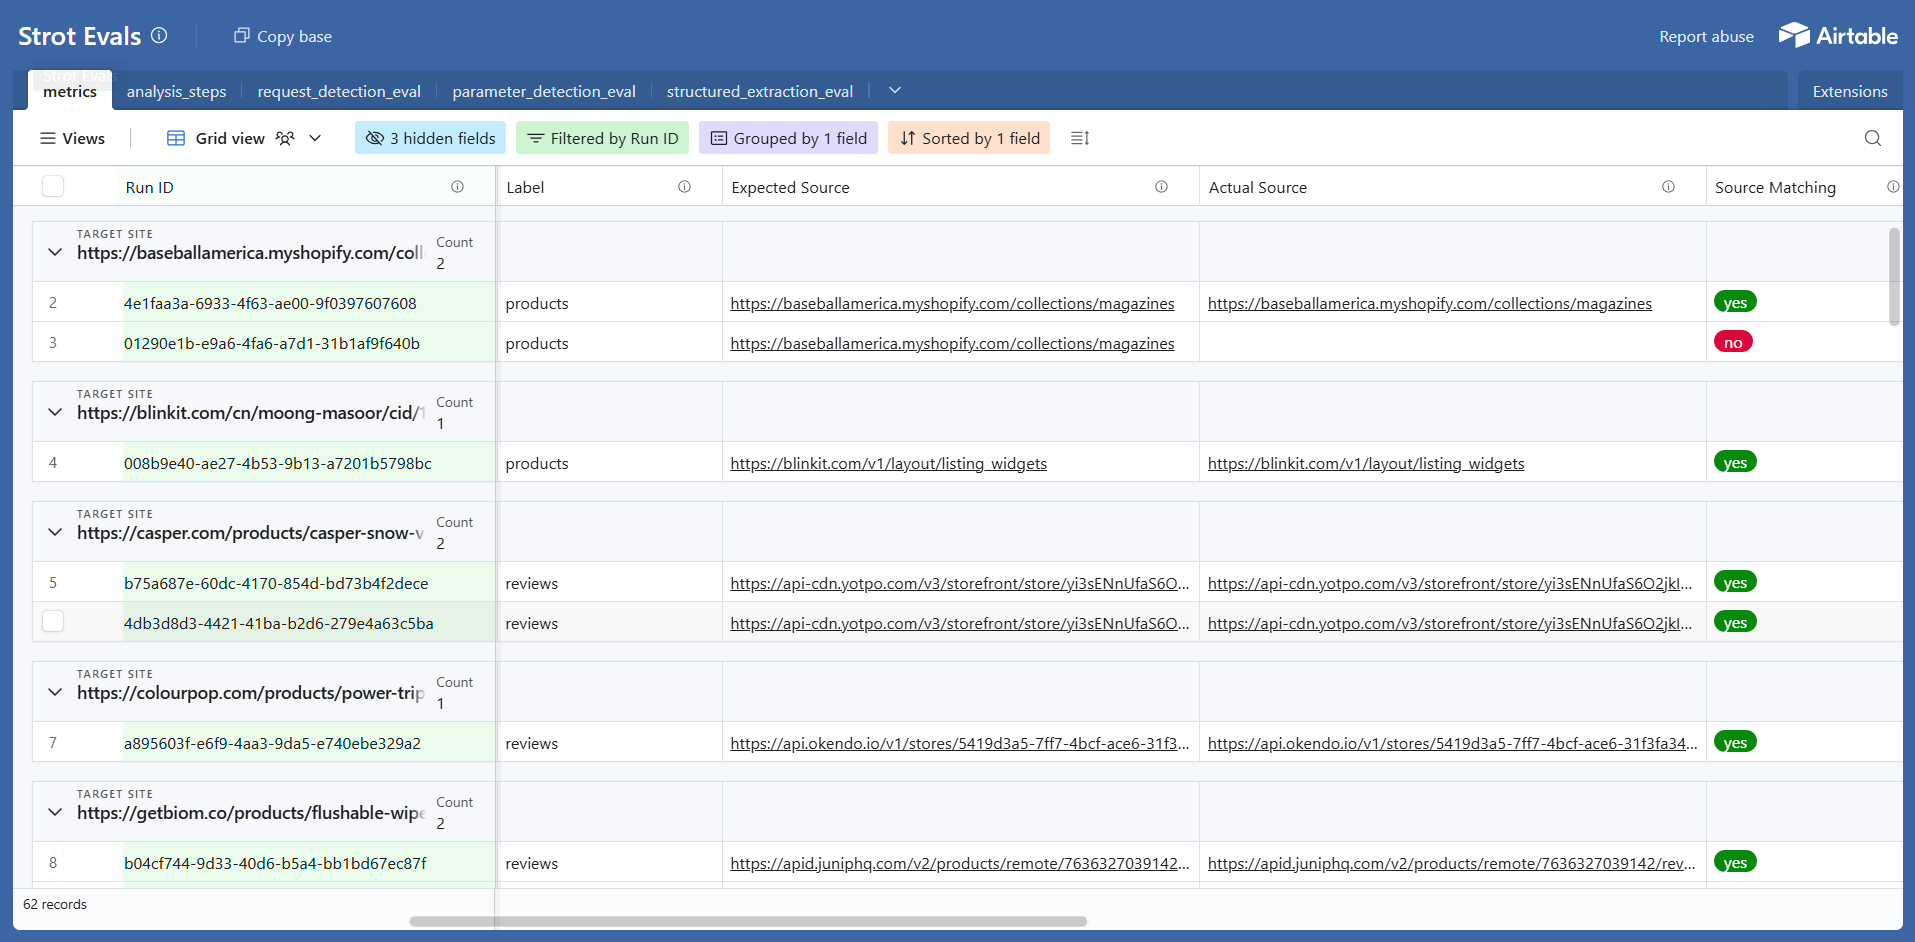 Strot Evals
Copy base
Report abuse
Airtable
Strot Evals
metrics
analysis_steps
request_detection_eval
parameter_detection_eval
structured_extraction_eval
Extensions
Views
Grid view
3 hidden fields
Filtered by Run ID
Grouped by 1 field
Sorted by 1 field
Run ID
Label
Expected Source
Actual Source
Source Matching
TARGET SITE
https://baseballamerica.myshopify.com/coll
Count
2
2 4e1faa3a-6933-4f63-ae00-9f0397607608 products https://baseballamerica.myshopify.com/collections/magazines https://baseballamerica.myshopify.com/collections/magazines yes
3 01290e1b-e9a6-4fa6-a7d1-31b1af9f640b products https://baseballamerica.myshopify.com/collections/magazines no
TARGET SITE
https://blinkit.com/cn/moong-masoor/cid/1
Count
1
4 008b9e40-ae27-4b53-9b13-a7201b5798bc products https://blinkit.com/v1/layout/listing_widgets https://blinkit.com/v1/layout/listing_widgets yes
TARGET SITE
https://casper.com/products/casper-snow-v
Count
2
5 b75a687e-60dc-4170-854d-bd73b4f2dece reviews https://api-cdn.yotpo.com/v3/storefront/store/yi3sENnUfaS6O... https://api-cdn.yotpo.com/v3/storefront/store/yi3sENnUfaS6O2jkI... yes
4db3d8d3-4421-41ba-b2d6-279e4a63c5ba reviews https://api-cdn.yotpo.com/v3/storefront/store/yi3sENnUfaS6O... https://api-cdn.yotpo.com/v3/storefront/store/yi3sENnUfaS6O2jkI... yes
TARGET SITE
https://colourpop.com/products/power-trip
Count
1
7 a895603f-e6f9-4aa3-9da5-e740ebe329a2 reviews https://api.okendo.io/v1/stores/5419d3a5-7ff7-4bcf-ace6-31f3... https://api.okendo.io/v1/stores/5419d3a5-7ff7-4bcf-ace6-31f3fa34... yes
TARGET SITE
https://getbiom.co/products/flushable-wipe
Count
2
8 b04cf744-9d33-40d6-b5a4-bb1bd67ec87f reviews https://apid.juniphq.com/v2/products/remote/7636327039142... https://apid.juniphq.com/v2/products/remote/7636327039142/rev... yes
62 records